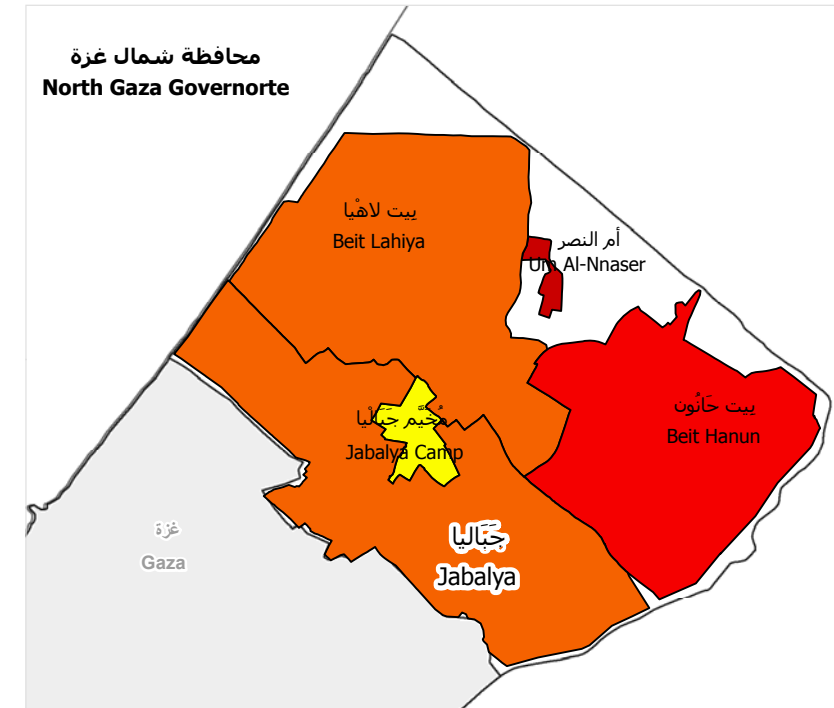 محافظة شمال غزة
North Gaza Governorte
بيت لاهْيا
Beit Lahiya
أم النصر
Um Al-Nnaser
بيت حَانُون
Beit Hanun
مُخَيَّم جَبَالْيا
Jabalya Camp
جَبَاليا
Jabalya
غزة
Gaza